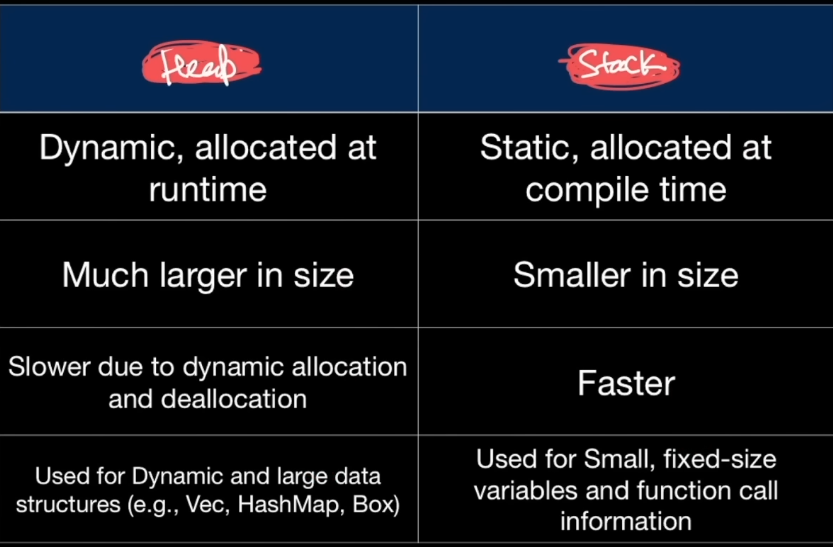 Heap
Stack
Dynamic, allocated at
runtime
Static, allocated at
compile time
Much larger in size
Smaller in size
Slower due to dynamic allocation
and deallocation
Faster
Used for Dynamic and large data
structures (e.g., Vec, HashMap, Box)
Used for Small, fixed-size
variables and function call
information